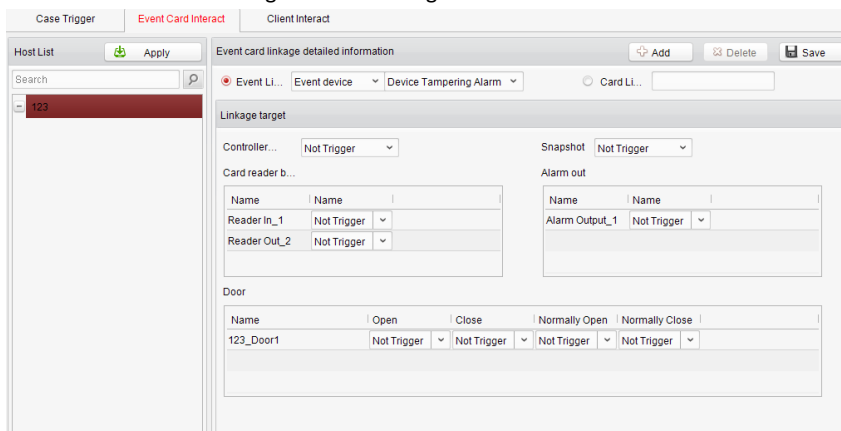 Case Trigger Event Card Interact Client Interact
Host List Apply Event card linkage detailed information Add Delete Save
Search Event Li... Event device Device Tampering Alarm Card Li...
123
Linkage target
Controller... Not Trigger Snapshot Not Trigger
Card reader b... Alarm out
Name Name Name Name
Reader In_1 Not Trigger Alarm Output_1 Not Trigger
Reader Out_2 Not Trigger
Door
Name Open Close Normally Open Normally Close
123_Door1 Not Trigger Not Trigger Not Trigger Not Trigger